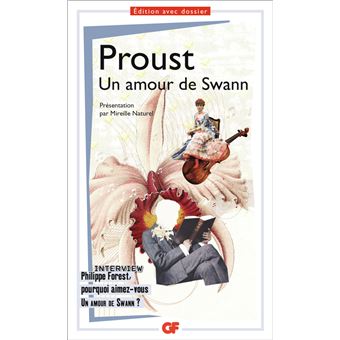 Édition avec dossier
Proust
Un amour de Swann
Présentation
par Mireille Naturel
INTERVIEW
Philippe Forest,
pourquoi aimez-vous
UN AMOUR DE SWANN ?
GF